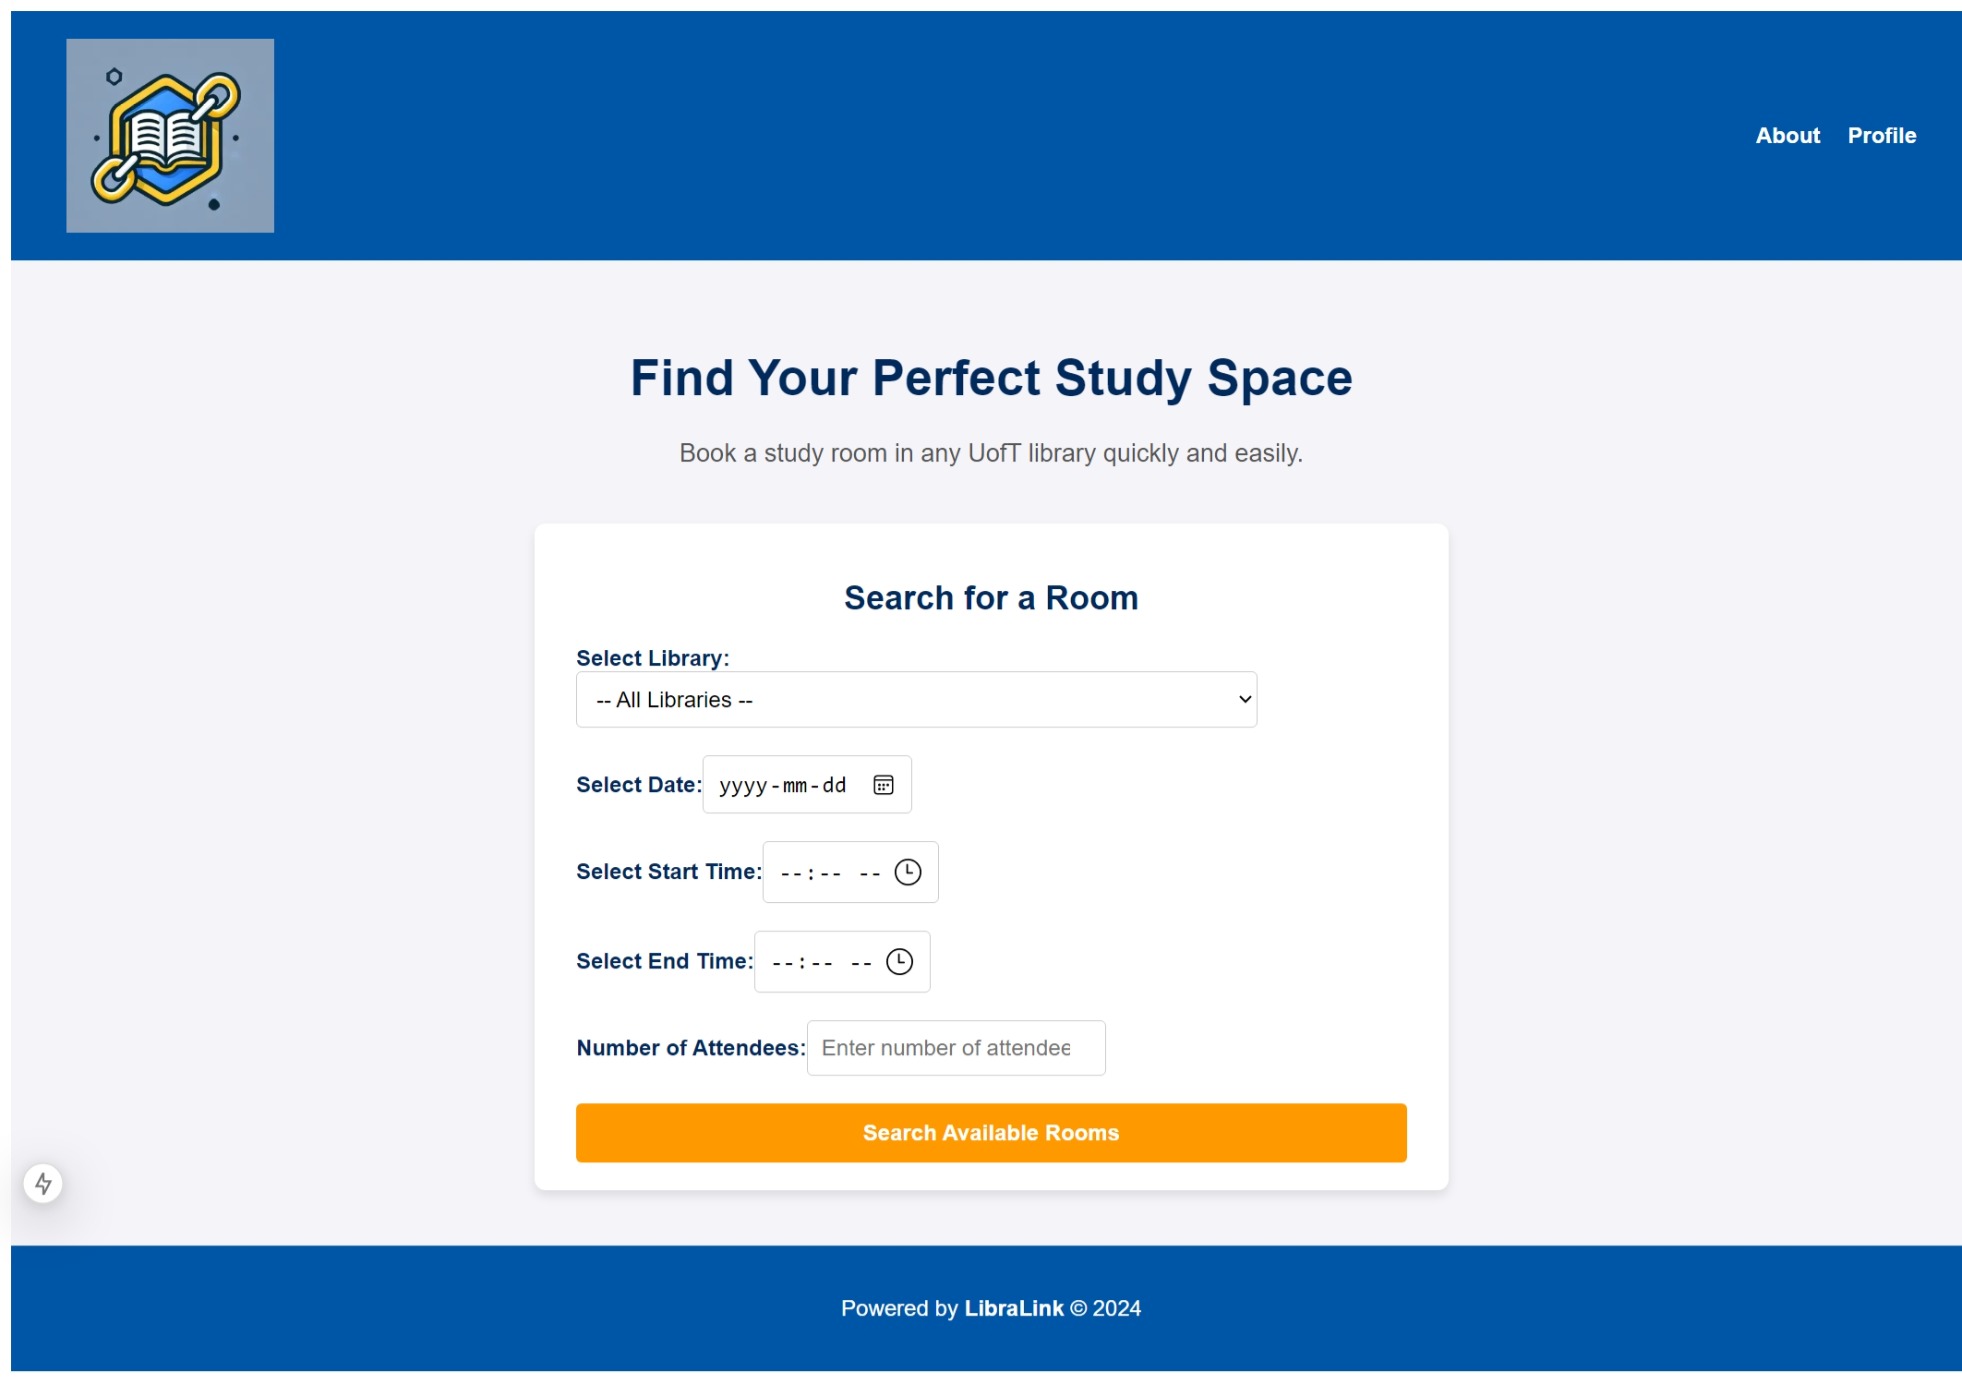 About Profile
Find Your Perfect Study Space
Book a study room in any UofT library quickly and easily.
Search for a Room
Select Library:
-- All Libraries --
Select Date: yyyy-mm-dd
Select Start Time: --:-- --
Select End Time: --:-- --
Number of Attendees: Enter number of attendee
Search Available Rooms
Powered by LibraLink © 2024